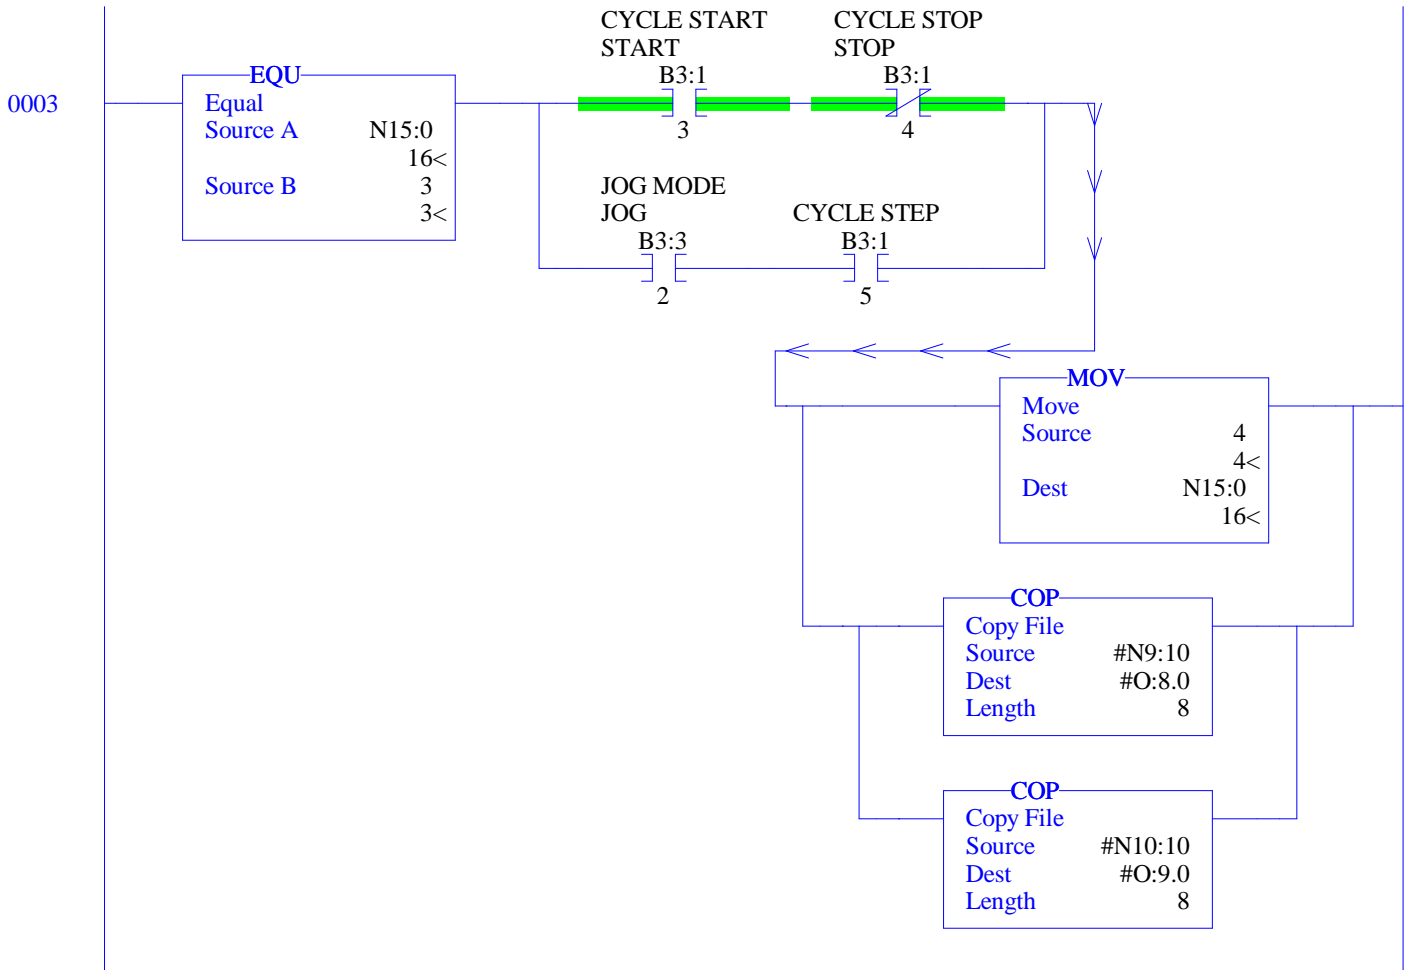 0003
EQU
Equal
Source A N15:0
16<
Source B 3
3<
CYCLE START
START
B3:1
3
CYCLE STOP
STOP
B3:1
4
JOG MODE
JOG
B3:3
2
CYCLE STEP
B3:1
5
MOV
Move
Source 4
4<
Dest N15:0
16<
COP
Copy File
Source #N9:10
Dest #O:8.0
Length 8
COP
Copy File
Source #N10:10
Dest #O:9.0
Length 8